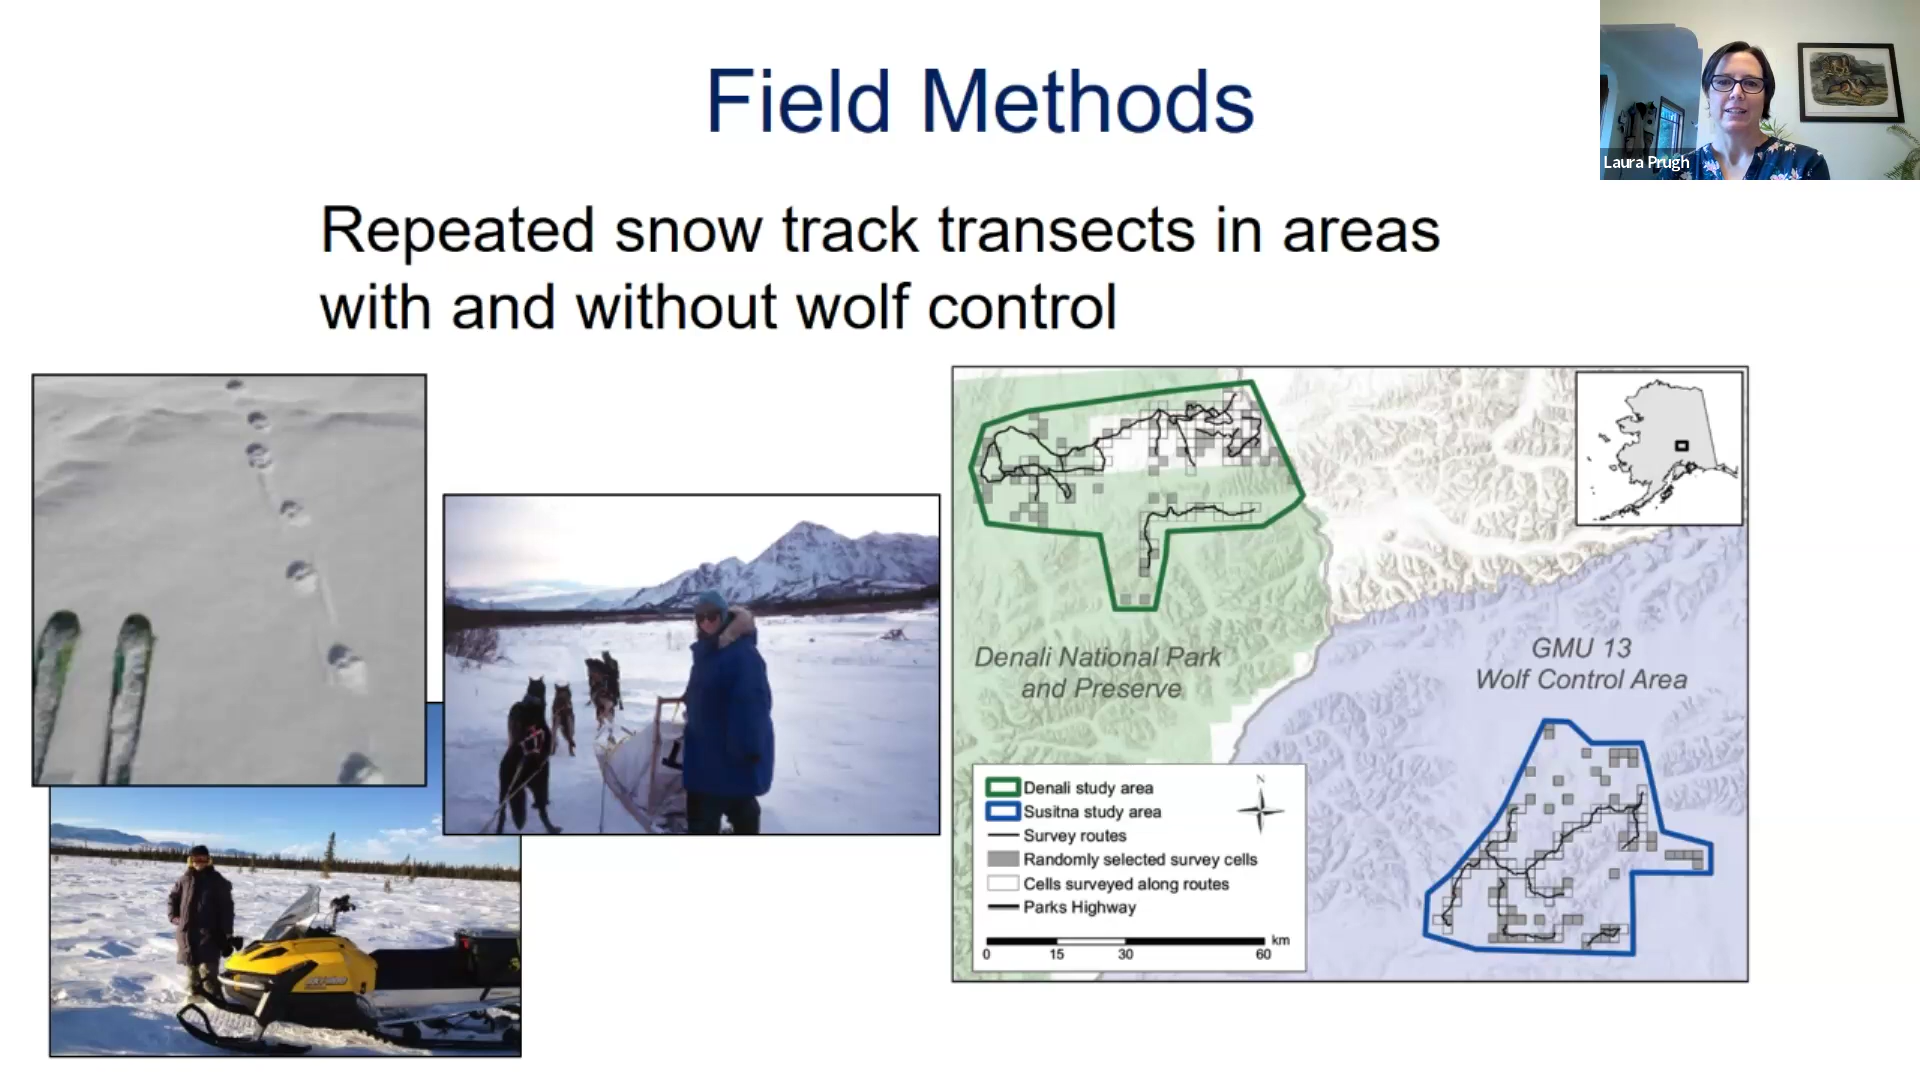 Field Methods
Laura Prugh
Repeated snow track transects in areas
with and without wolf control
Denali National Park
and Preserve
GMU 13
Wolf Control Area
N
Denali study area
Susitna study area
Survey routes
Randomly selected survey cells
Cells surveyed along routes
Parks Highway
km
0 15 30 60